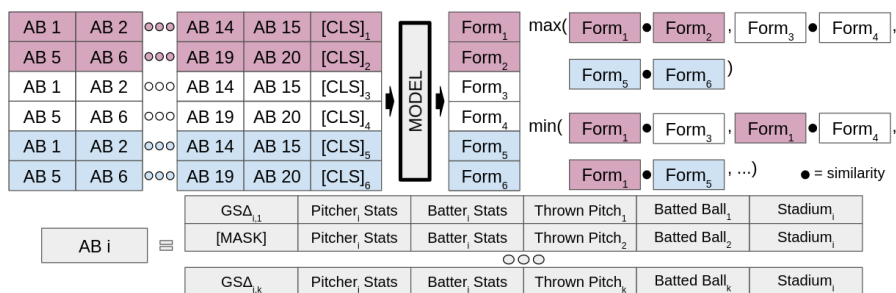 AB 1 AB 2 AB 14 AB 15 [CLS]1 Form1 max( Form1 ● Form2 , Form3 ● Form4 ,
AB 5 AB 6 AB 19 AB 20 [CLS]2 Form2
AB 1 AB 2 AB 14 AB 15 [CLS]3 Form3 Form5 ● Form6 )
AB 5 AB 6 AB 19 AB 20 [CLS]4 Form4 min( Form1 ● Form3 , Form1 ● Form4 ,
AB 1 AB 2 AB 14 AB 15 [CLS]5 Form5
AB 5 AB 6 AB 19 AB 20 [CLS]6 Form6 Form1 ● Form5 , ...) ● = similarity
MODEL
GSΔi,1 Pitcheri Stats Batteri Stats Thrown Pitch1 Batted Ball1 Stadiumi
AB i = [MASK] Pitcheri Stats Batteri Stats Thrown Pitch2 Batted Ball2 Stadiumi
GSΔi,k Pitcheri Stats Batteri Stats Thrown Pitchk Batted Ballk Stadiumi